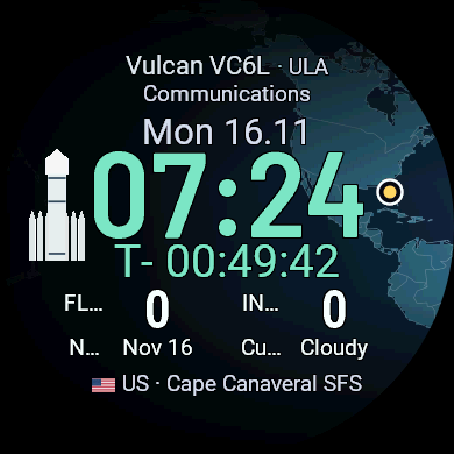 Vulcan VC6L · ULA
Communications
Mon 16.11
07:24
T- 00:49:42
FL... 0 IN... 0
N... Nov 16 Cu... Cloudy
US · Cape Canaveral SFS